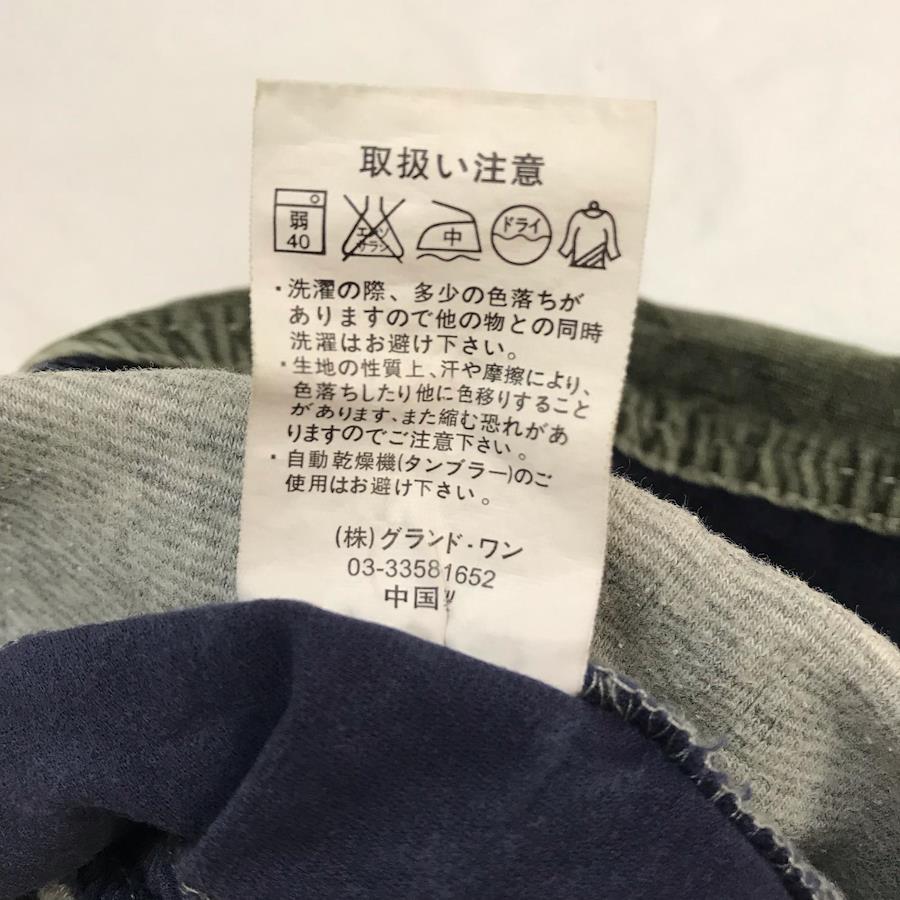 取扱い注意
弱 エンソ 中 ドライ
40 サラシ
・洗濯の際、多少の色落ちが
ありますので他の物との同時
洗濯はお避け下さい。
・生地の性質上、汗や摩擦により、
色落ちしたり他に色移りすること
があります、また縮む恐れがあ
りますのでご注意下さい。
・自動乾燥機(タンブラー)のご
使用はお避け下さい。
(株)グランド・ワン
03-33581652
中国